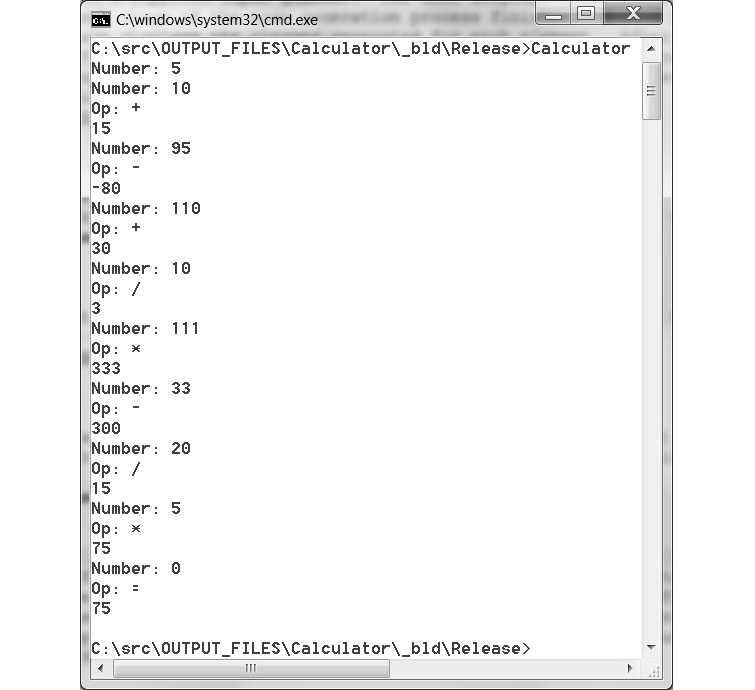 C:\windows\system32\cmd.exe
C:\src\OUTPUT_FILES\Calculator\_bld\Release>Calculator
Number: 5
Number: 10
Op: +
15
Number: 95
Op: -
-80
Number: 110
Op: +
30
Number: 10
Op: /
3
Number: 111
Op: *
333
Number: 33
Op: -
300
Number: 20
Op: /
15
Number: 5
Op: *
75
Number: 0
Op: =
75
C:\src\OUTPUT_FILES\Calculator\_bld\Release>